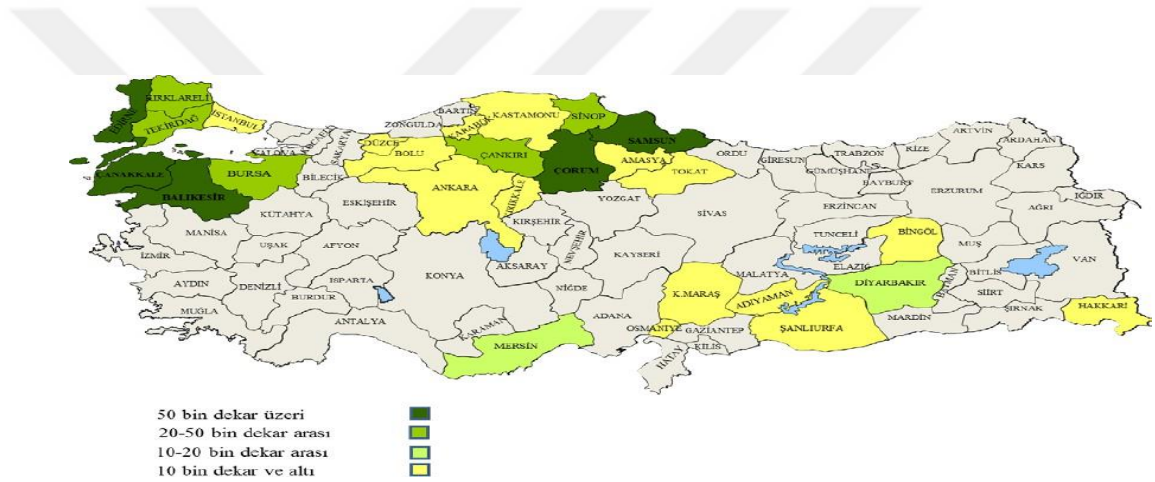 KIRKLARELİ
EDİRNE
TEKİRDAĞ
İSTANBUL
KOCAELİ
SAKARYA
YALOVA
ÇANAKKALE
BALIKESİR
BURSA
BİLECİK
DÜZCE
BOLU
ZONGULDA
BARTIN
KARABÜK
KASTAMONU
SİNOP
ÇANKIRI
ÇORUM
SAMSUN
AMASYA
TOKAT
ORDU
GİRESUN
TRABZON
RİZE
ARTVİN
ARDAHAN
GÜMÜŞHANE
BAYBURT
ERZURUM
KARS
IĞDIR
AĞRI
ERZİNCAN
ANKARA
KIRIKKALE
KIRŞEHİR
YOZGAT
SİVAS
ESKİŞEHİR
KÜTAHYA
MANİSA
UŞAK
AFYON
İZMİR
AYDIN
DENİZLİ
ISPARTA
BURDUR
MUĞLA
ANTALYA
KONYA
AKSARAY
NEVŞEHİR
KAYSERİ
NİĞDE
KARAMAN
MERSİN
ADANA
OSMANİYE
HATAY
KİLİS
GAZİANTEP
K.MARAŞ
ADIYAMAN
ŞANLIURFA
MALATYA
ELAZIĞ
TUNCELİ
BİNGÖL
MUŞ
DİYARBAKIR
BATMAN
BİTLİS
SİİRT
VAN
MARDİN
ŞIRNAK
HAKKARİ
50 bin dekar üzeri
20-50 bin dekar arası
10-20 bin dekar arası
10 bin dekar ve altı